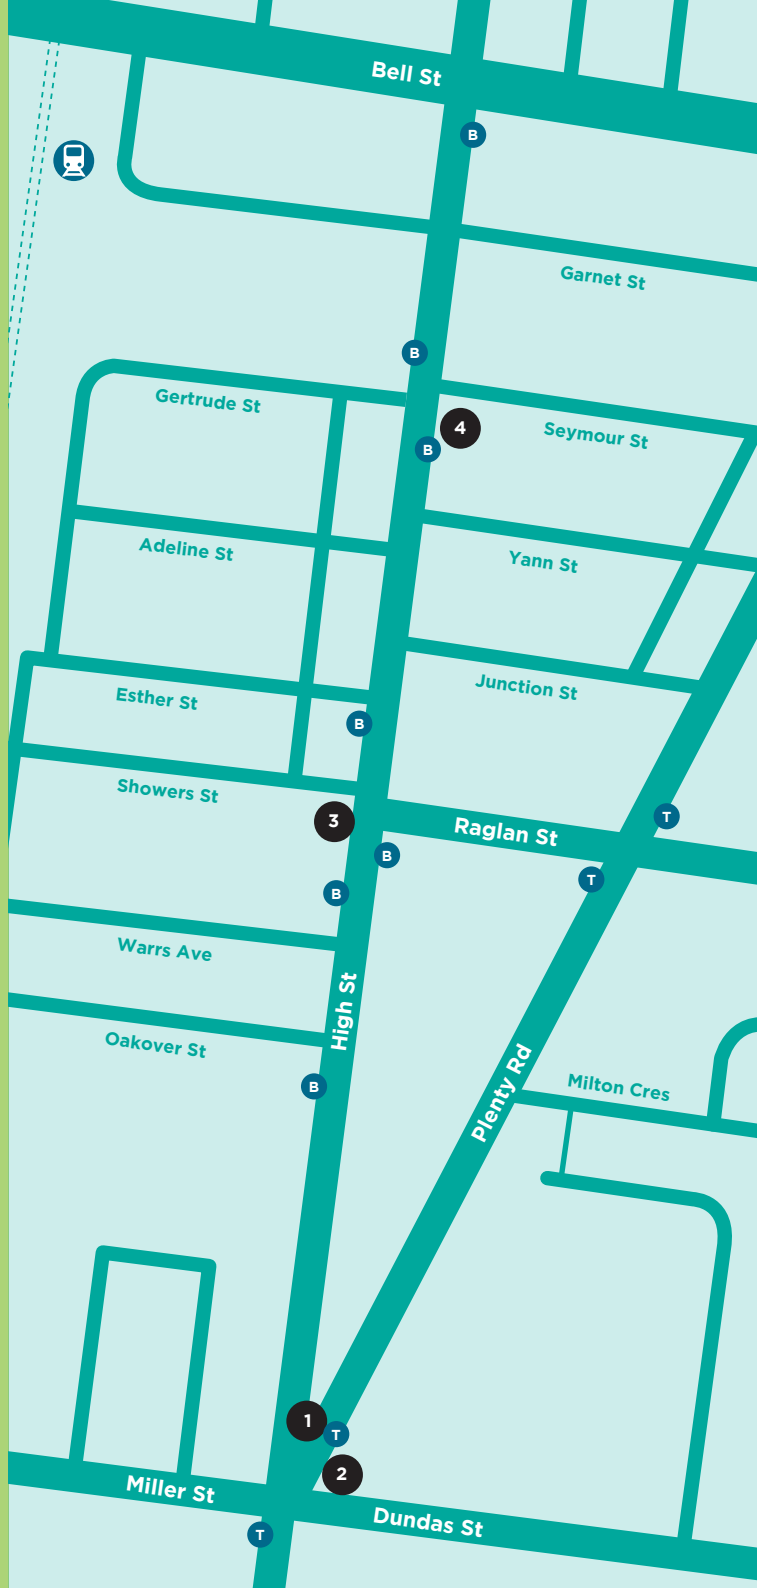 Bell St
B
Garnet St
B
Gertrude St
4
Seymour St
B
Adeline St
Yann St
Esther St
Junction St
B
Showers St
3
Raglan St
T
B
T
B
Warrs Ave
High St
Oakover St
Plenty Rd
Milton Cres
B
1
T
2
Miller St
Dundas St
T